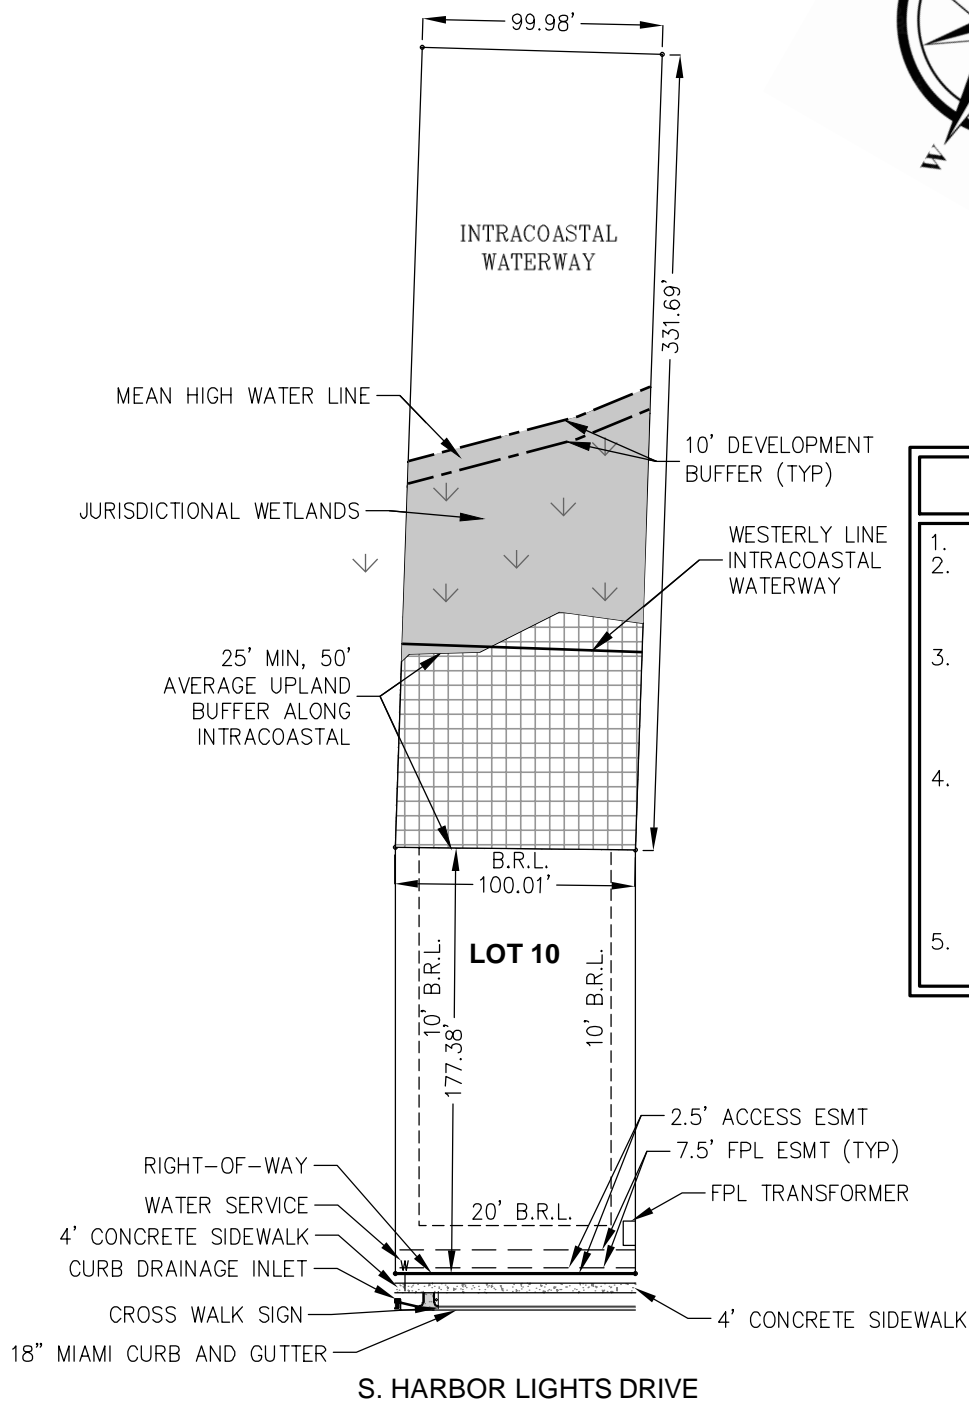 99.98'
W
INTRACOASTAL
WATERWAY
331.69'
MEAN HIGH WATER LINE
10' DEVELOPMENT
BUFFER (TYP)
JURISDICTIONAL WETLANDS
WESTERLY LINE
INTRACOASTAL
WATERWAY
1.
2.
3.
4.
5.
25' MIN, 50'
AVERAGE UPLAND
BUFFER ALONG
INTRACOASTAL
B.R.L.
100.01'
LOT 10
10' B.R.L.
177.38'
10' B.R.L.
2.5' ACCESS ESMT
7.5' FPL ESMT (TYP)
FPL TRANSFORMER
RIGHT-OF-WAY
WATER SERVICE
4' CONCRETE SIDEWALK
CURB DRAINAGE INLET
CROSS WALK SIGN
18" MIAMI CURB AND GUTTER
20' B.R.L.
W
4' CONCRETE SIDEWALK
S. HARBOR LIGHTS DRIVE